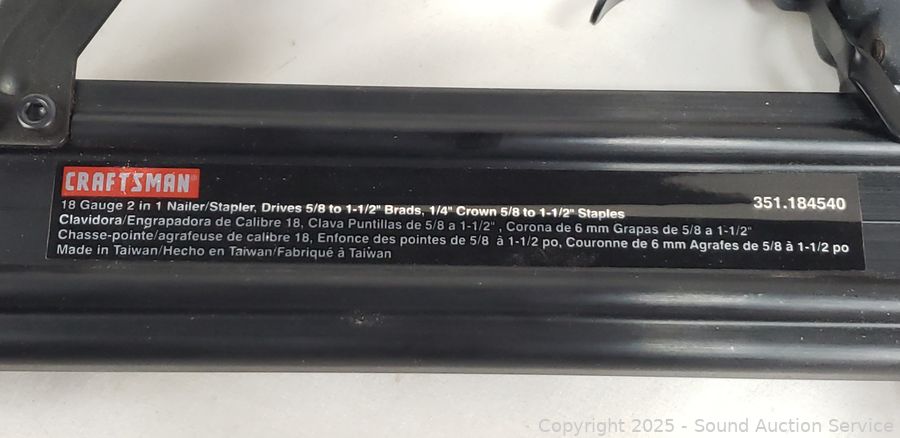 CRAFTSMAN
351.184540
18 Gauge 2 in 1 Nailer/Stapler, Drives 5/8 to 1-1/2" Brads, 1/4" Crown 5/8 to 1-1/2" Staples
Clavidora/Engrapadora de Calibre 18, Clava Puntillas de 5/8 a 1-1/2" , Corona de 6 mm Grapas de 5/8 a 1-1/2"
Chasse-pointe/agrafeuse de calibre 18, Enfonce des pointes de 5/8 à 1-1/2 po, Couronne de 6 mm Agrafes de 5/8 à 1-1/2 po
Made in Taiwan/Hecho en Taiwan/Fabriqué à Taiwan
Copyright 2025 - Sound Auction Service